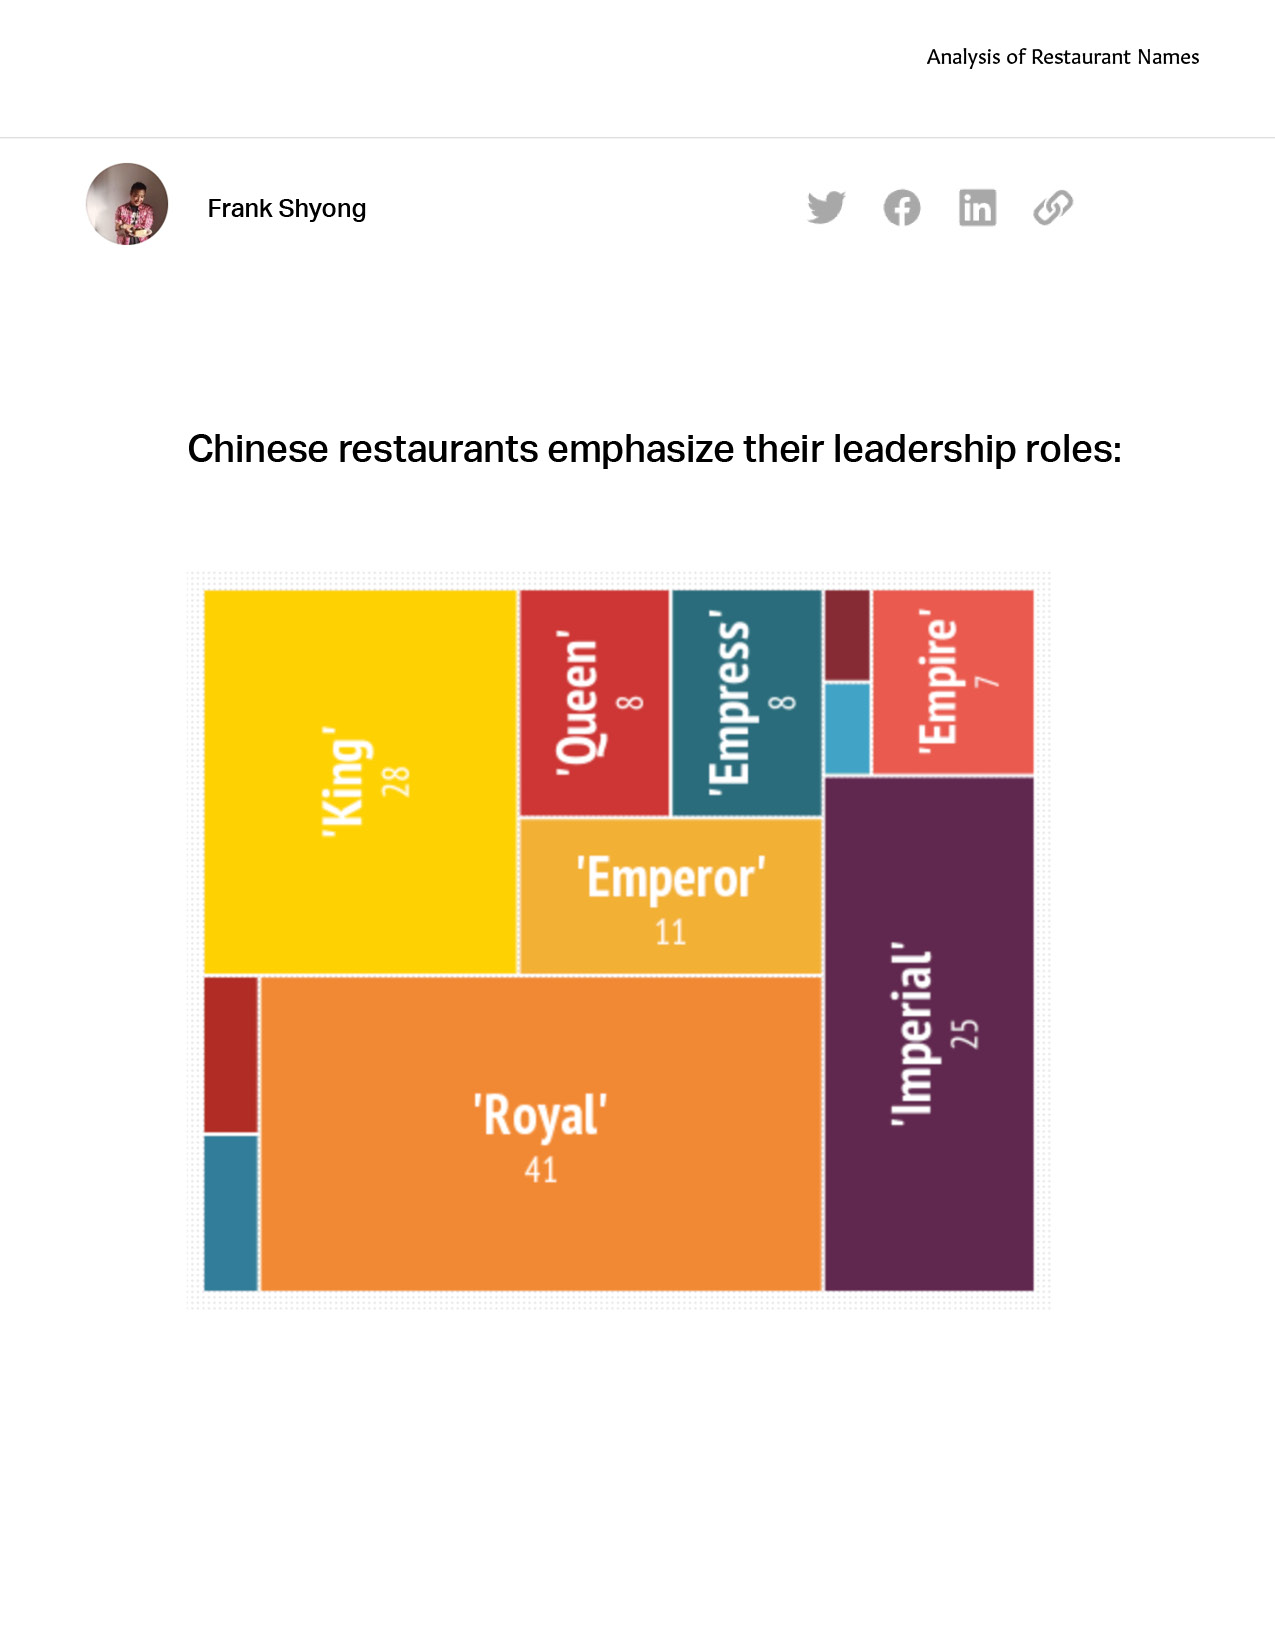 Analysis of Restaurant Names
Frank Shyong
Chinese restaurants emphasize their leadership roles:
'King'
28
'Queen'
8
'Empress'
8
'Empire'
7
'Emperor'
11
'Imperial'
25
'Royal'
41